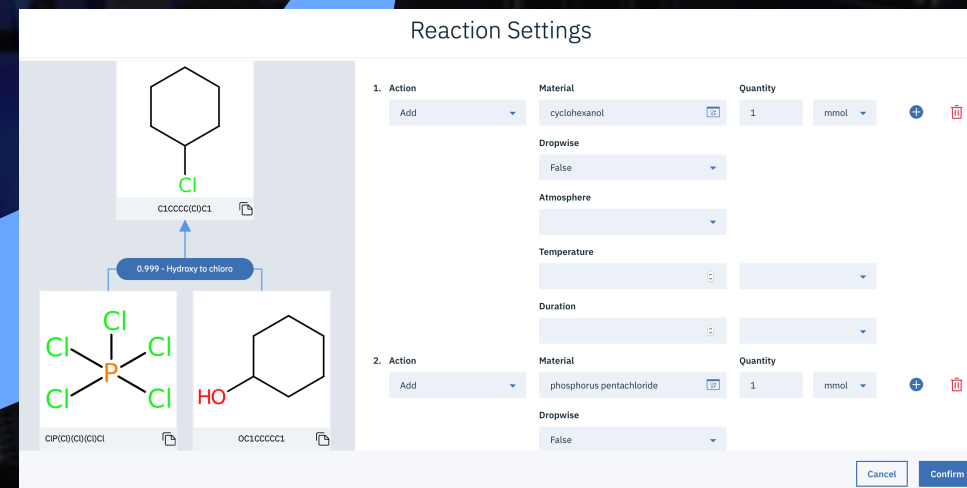 Reaction Settings
Cl
C1CCCC(Cl)C1
0.999 - Hydroxy to chloro
Cl
Cl
Cl
P
Cl
Cl
HO
ClP(Cl)(Cl)(Cl)Cl
OC1CCCCC1
1. Action
Material
Quantity
Add
cyclohexanol
1
mmol
Dropwise
False
Atmosphere
Temperature
Duration
2. Action
Material
Quantity
Add
phosphorus pentachloride
1
mmol
Dropwise
False
Cancel
Confirm